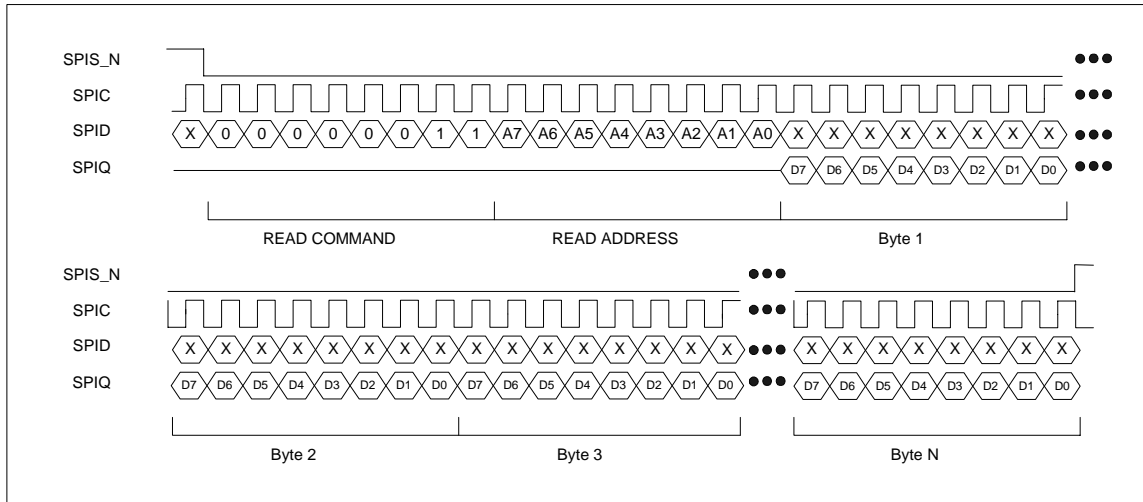 SPIS_N
SPIC
SPID X 0 0 0 0 0 0 1 1 A7 A6 A5 A4 A3 A2 A1 A0 X X X X X X X X
SPIQ D7 D6 D5 D4 D3 D2 D1 D0
READ COMMAND READ ADDRESS Byte 1
SPIS_N
SPIC
SPID X X X X X X X X X X X X X X X X X X X X X X X X
SPIQ D7 D6 D5 D4 D3 D2 D1 D0 D7 D6 D5 D4 D3 D2 D1 D0 D7 D6 D5 D4 D3 D2 D1 D0
Byte 2 Byte 3 Byte N